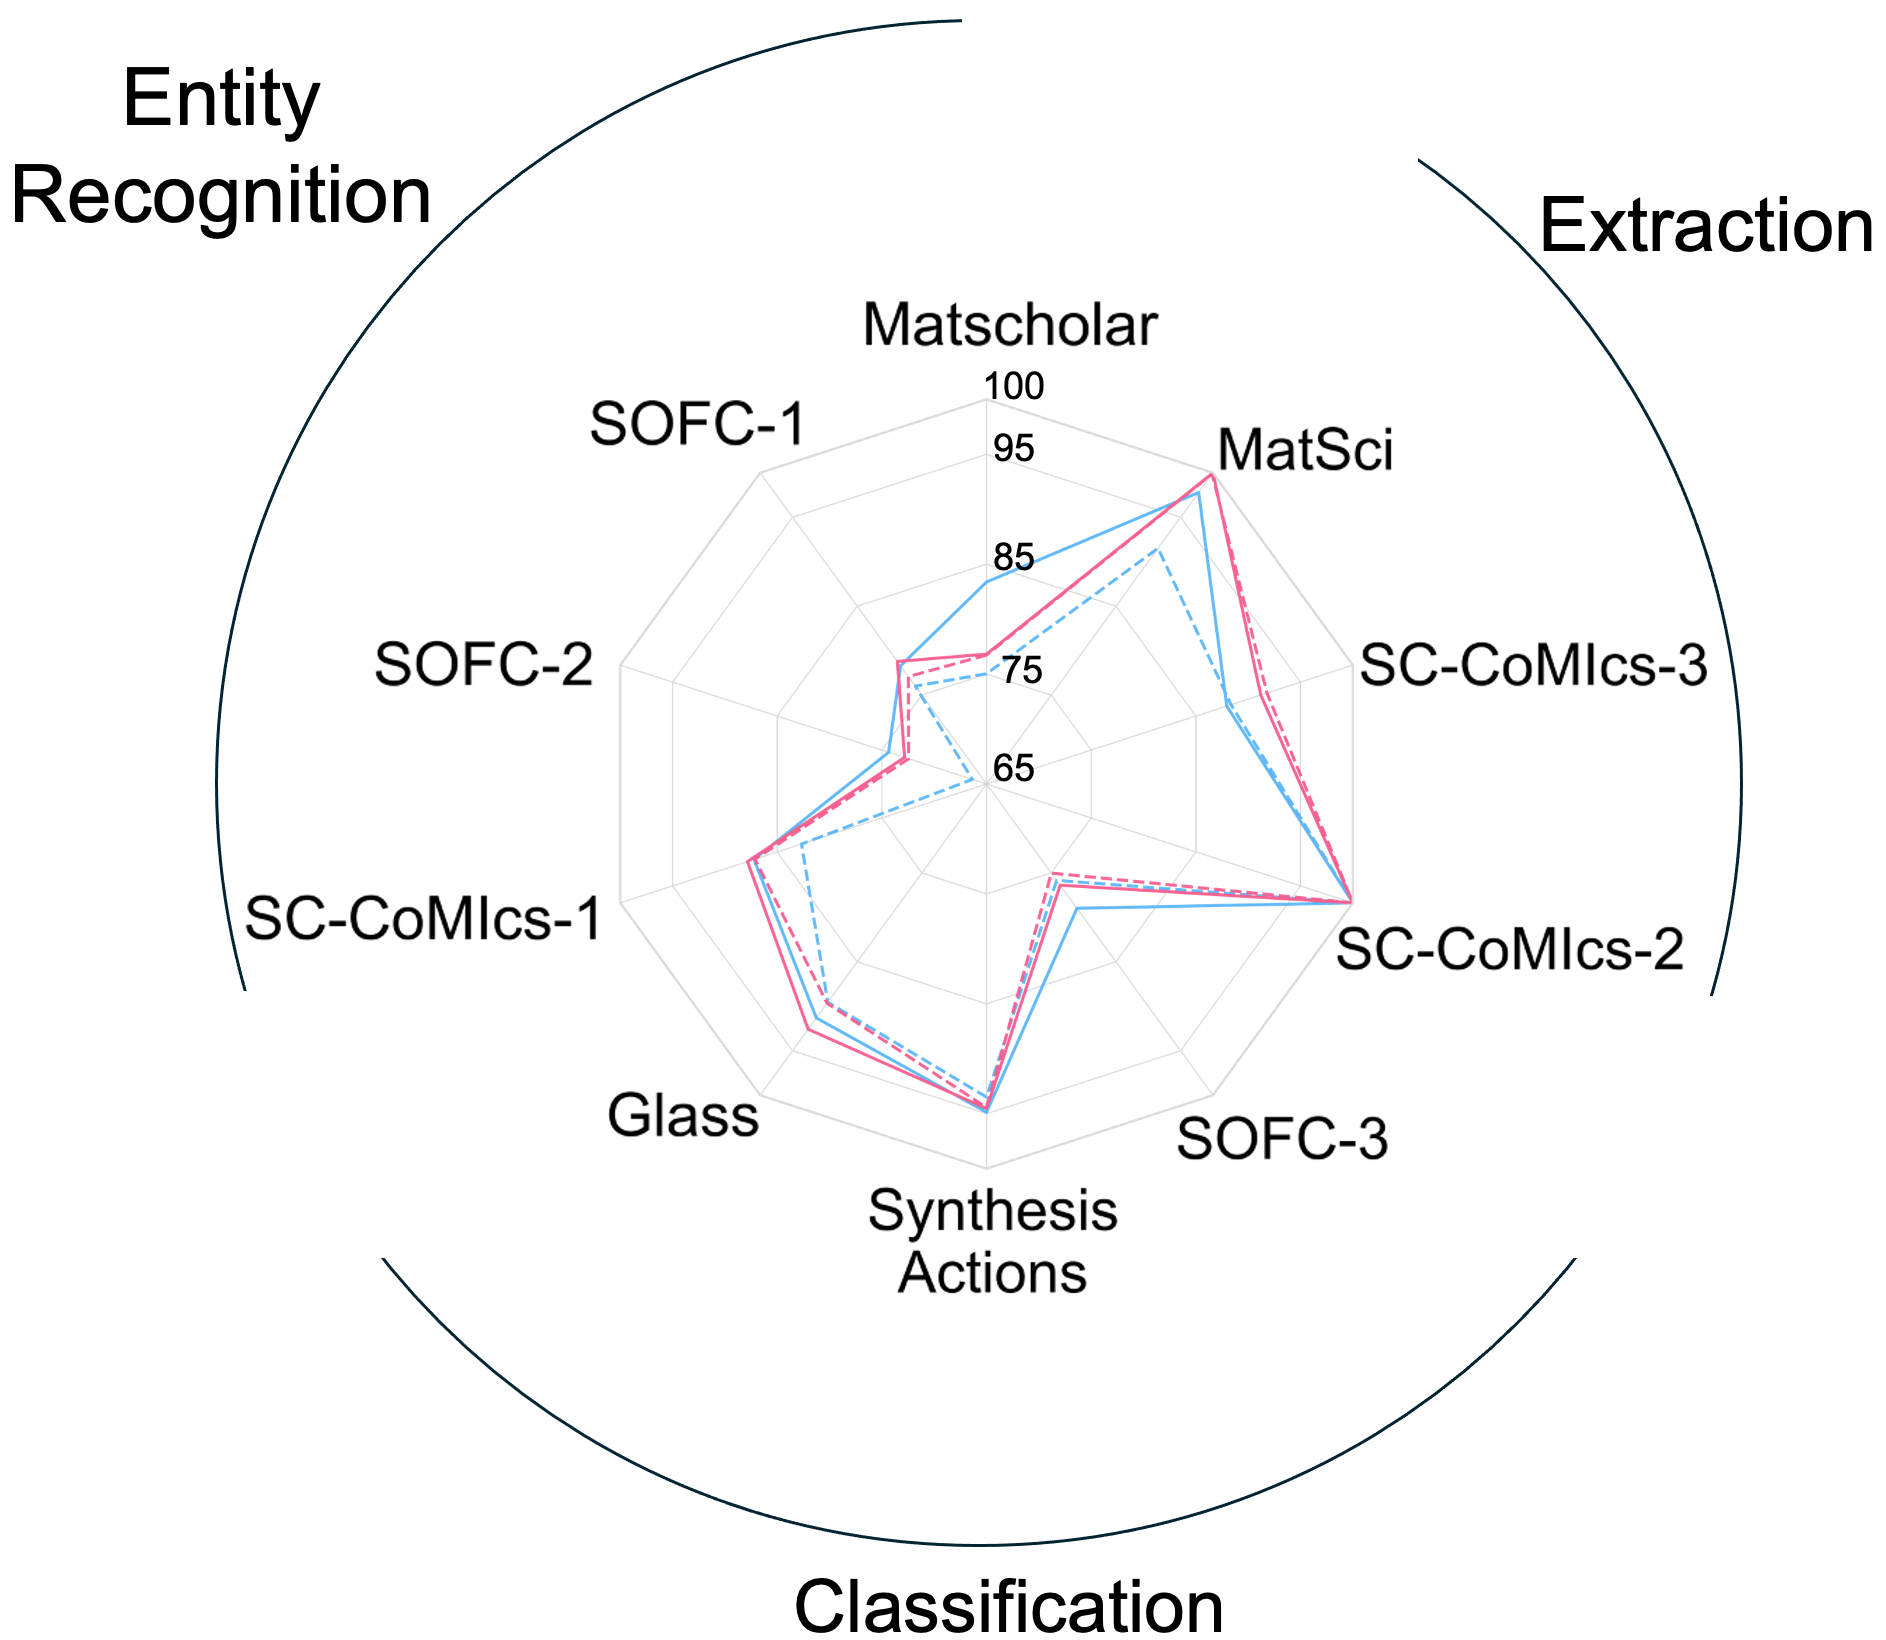 Entity
Recognition
Extraction
Matscholar
100
SOFC-1
95
MatSci
85
SOFC-2
75
SC-CoMIcs-3
65
SC-CoMIcs-1
SC-CoMIcs-2
Glass
SOFC-3
Synthesis
Actions
Classification